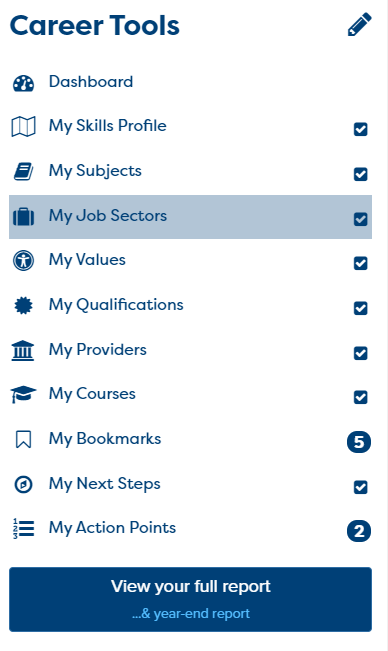 Career Tools
Dashboard
My Skills Profile
My Subjects
My Job Sectors
My Values
My Qualifications
My Providers
My Courses
My Bookmarks 5
My Next Steps
My Action Points 2
View your full report
...& year-end report